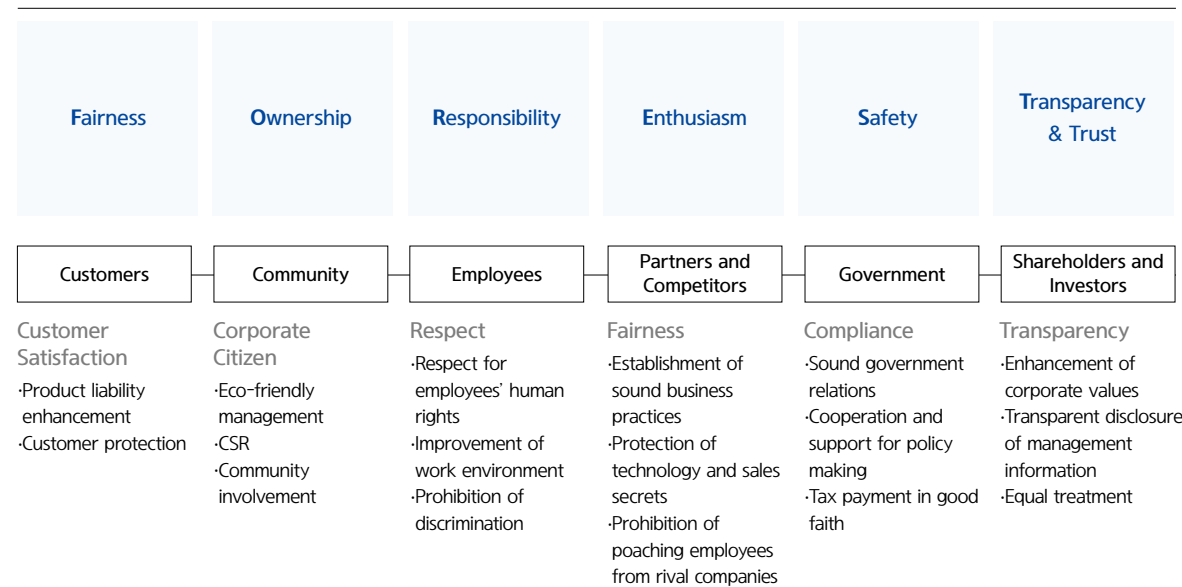 Fairness
Ownership
Responsibility
Enthusiasm
Safety
Transparency
& Trust
Customers
Community
Employees
Partners and
Competitors
Government
Shareholders and
Investors
Customer
Satisfaction
·Product liability
enhancement
·Customer protection
Corporate
Citizen
·Eco-friendly
management
·CSR
·Community
involvement
Respect
·Respect for
employees' human
rights
·Improvement of
work environment
·Prohibition of
discrimination
Fairness
·Establishment of
sound business
practices
·Protection of
technology and sales
secrets
·Prohibition of
poaching employees
from rival companies
Compliance
·Sound government
relations
·Cooperation and
support for policy
making
·Tax payment in good
faith
Transparency
·Enhancement of
corporate values
·Transparent disclosure
of management
information
·Equal treatment